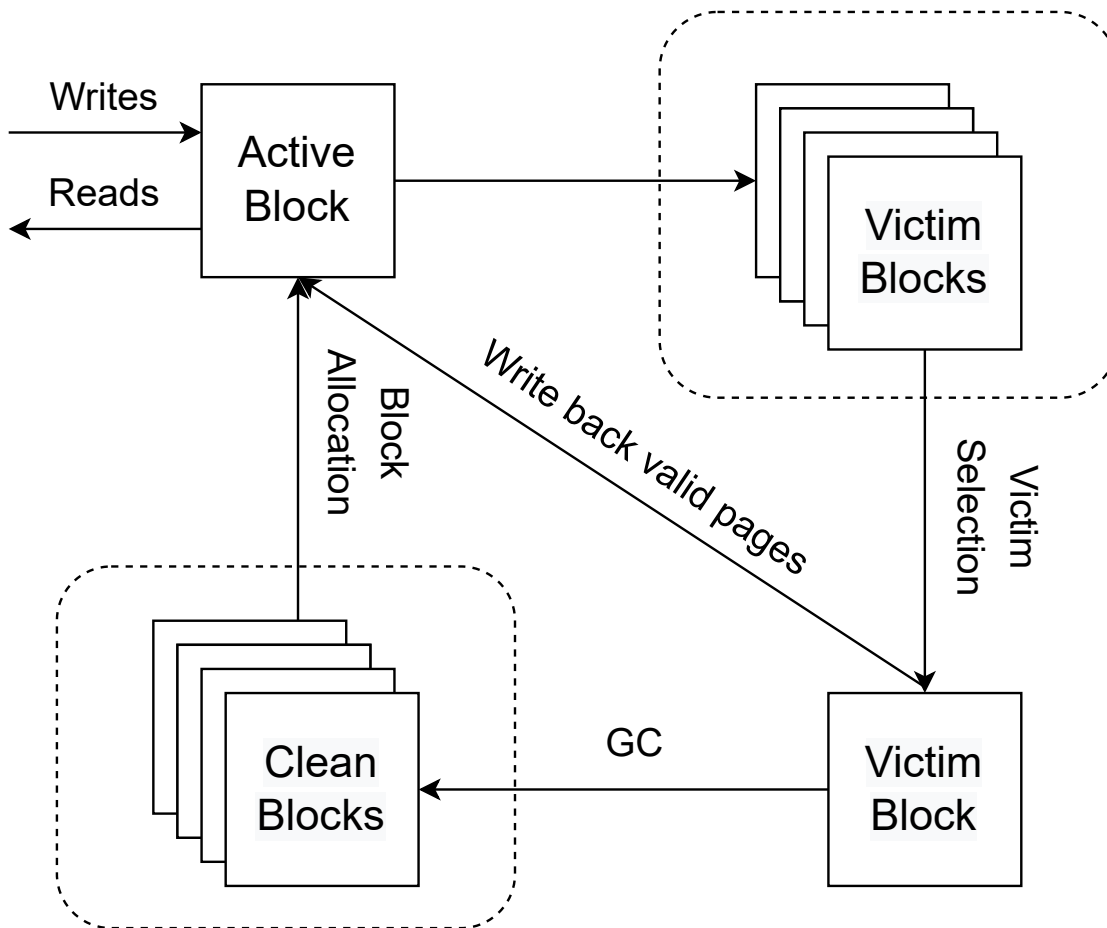 Writes
Reads
Active
Block
Victim
Blocks
Block
Allocation
Write back valid pages
Victim
Selection
Clean
Blocks
GC
Victim
Block